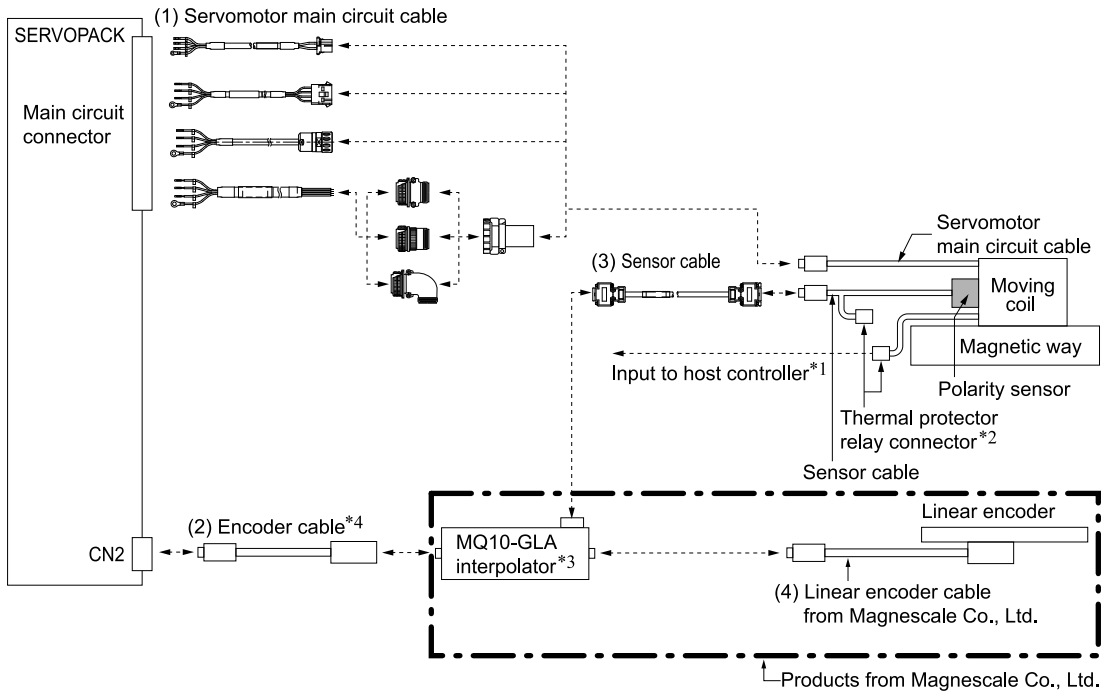 (1) Servomotor main circuit cable
SERVOPACK
Main circuit
connector
Servomotor
main circuit cable
(3) Sensor cable
Moving
coil
Magnetic way
Input to host controller*1
Polarity sensor
Thermal protector
relay connector*2
Sensor cable
Linear encoder
(2) Encoder cable*4
CN2
MQ10-GLA
interpolator*3
(4) Linear encoder cable
from Magnescale Co., Ltd.
Products from Magnescale Co., Ltd.